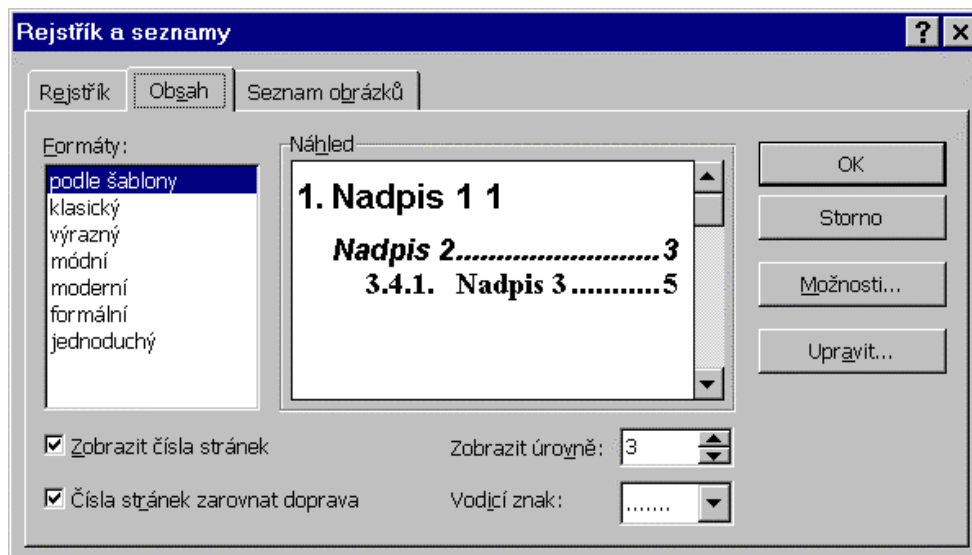 Rejstřík a seznamy
Rejstřík Obsah Seznam obrázků
Formáty:
podle šablony
klasický
výrazný
módní
moderní
formální
jednoduchý
Náhled
1. Nadpis 1 1
Nadpis 2........................3
3.4.1. Nadpis 3...........5
OK
Storno
Možnosti...
Upravit...
Zobrazit čísla stránek
Zobrazit úrovně: 3
Čísla stránek zarovnat doprava
Vodicí znak: .......